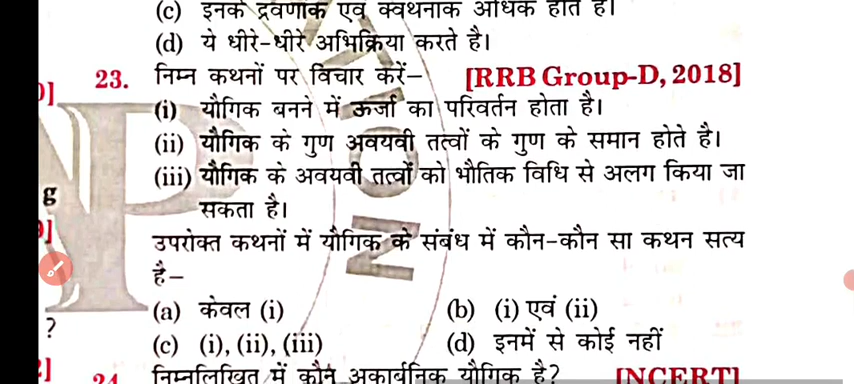 (c) इनके द्रवणांक एवं क्वथनांक अधिक होते हैं।
(d) ये धीरे-धीरे अभिक्रिया करते है।
23. निम्न कथनों पर विचार करें– [RRB Group-D, 2018]
(i) यौगिक बनने में ऊर्जा का परिवर्तन होता है।
(ii) यौगिक के गुण अवयवी तत्वों के गुण के समान होते है।
(iii) यौगिक के अवयवी तत्वों को भौतिक विधि से अलग किया जा
सकता है।
उपरोक्त कथनों में यौगिक के संबंध में कौन-कौन सा कथन सत्य
है–
(a) केवल (i) (b) (i) एवं (ii)
(c) (i), (ii), (iii) (d) इनमें से कोई नहीं
24. निम्नलिखित में कौन अकार्बनिक यौगिक है? [NCERT]
g
?